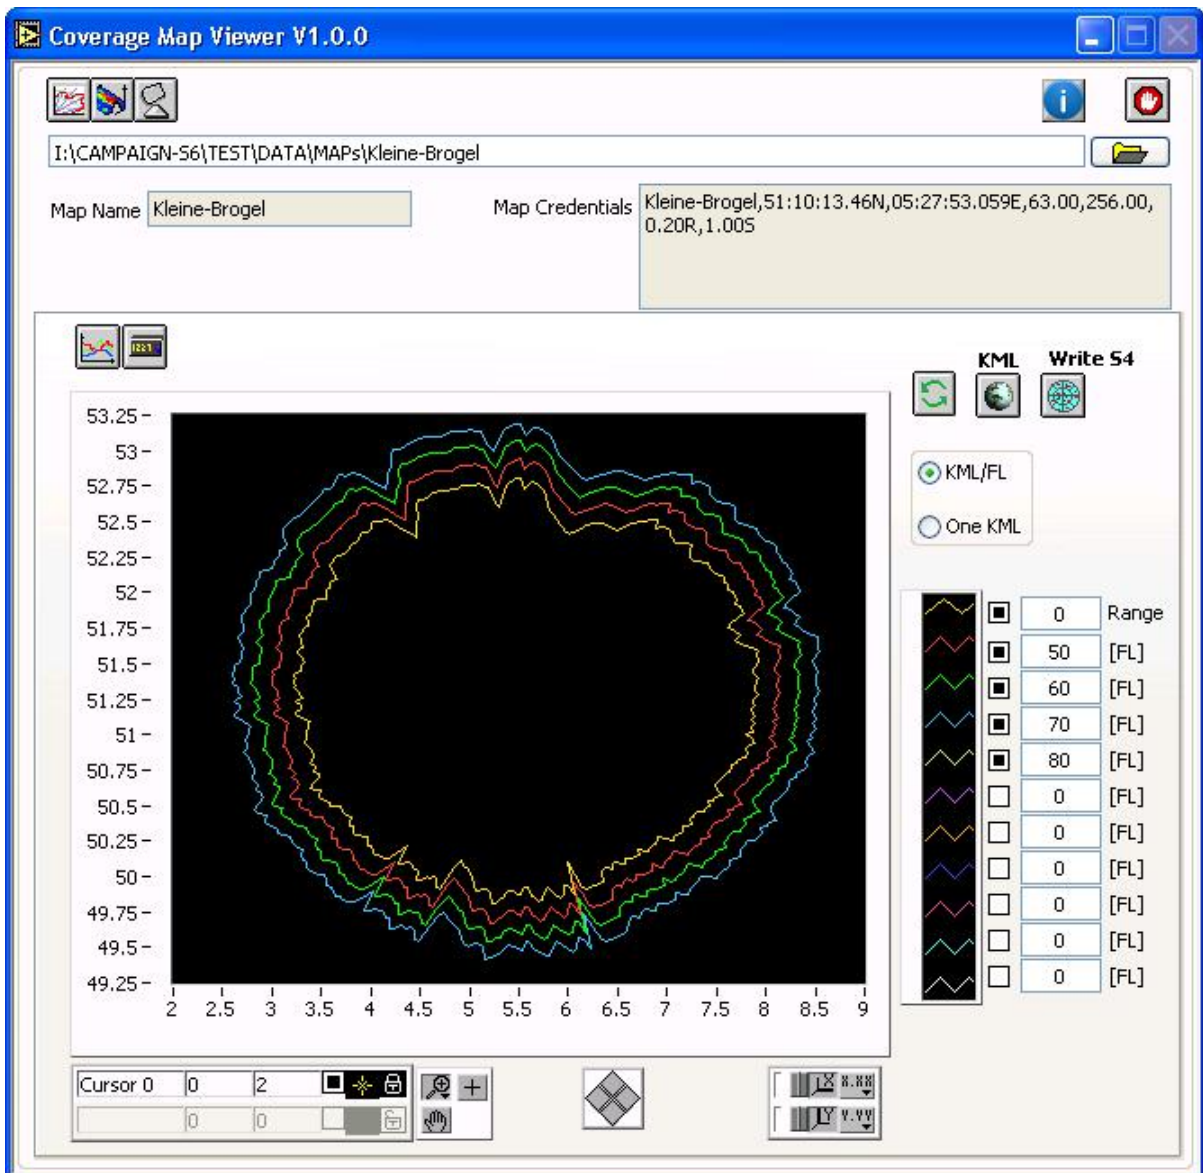 Coverage Map Viewer V1.0.0
I:\CAMPAIGN-S6\TEST\DATA\MAPs\Kleine-Brogel
Map Name Kleine-Brogel
Map Credentials Kleine-Brogel,51:10:13.46N,05:27:53.059E,63.00,256.00,
0.20R,1.00S
KML Write S4
KML/FL
One KML
53.25
53
52.75
52.5
52.25
52
51.75
51.5
51.25
51
50.75
50.5
50.25
50
49.75
49.5
49.25
2 2.5 3 3.5 4 4.5 5 5.5 6 6.5 7 7.5 8 8.5 9
0 Range
50 [FL]
60 [FL]
70 [FL]
80 [FL]
0 [FL]
0 [FL]
0 [FL]
0 [FL]
0 [FL]
0 [FL]
Cursor 0 0 2
0 0
X X.XX
Y Y.YY